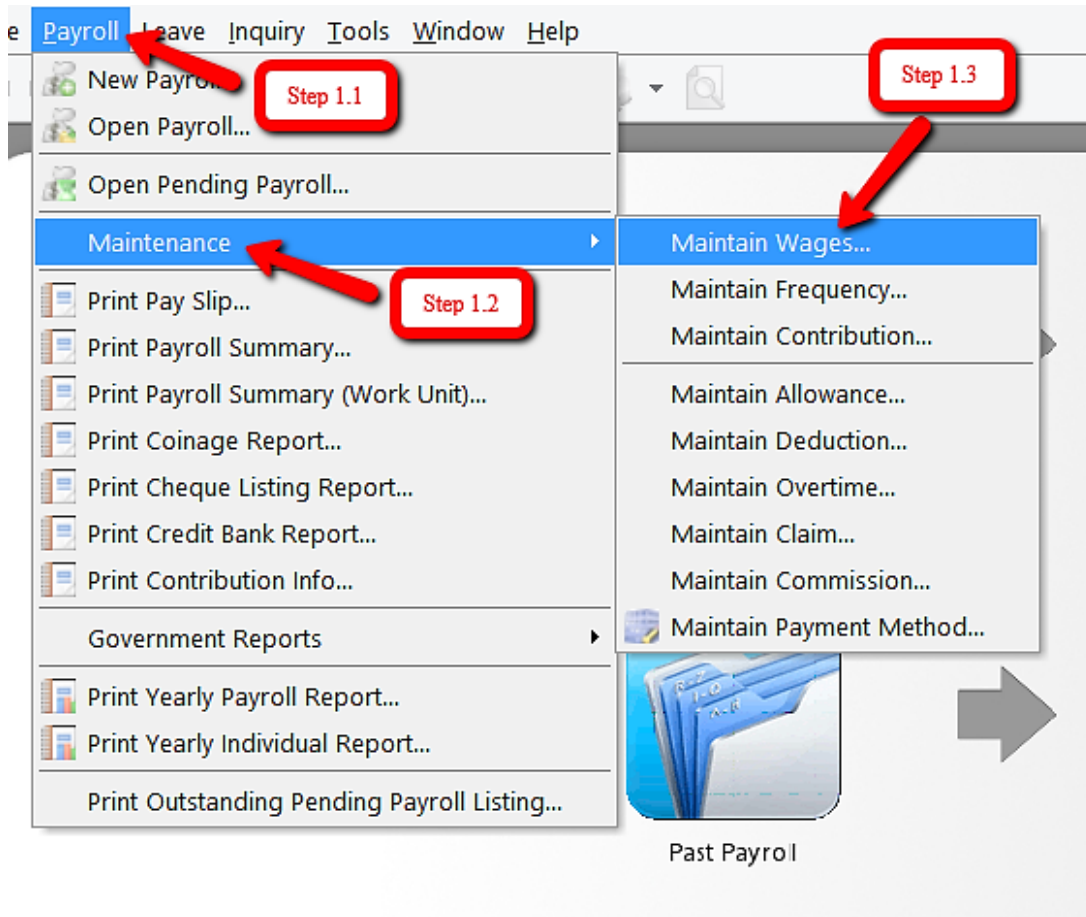 e Payroll Leave Inquiry Tools Window Help
New Payroll...
Step 1.1
Step 1.3
Open Payroll...
Open Pending Payroll...
Maintenance
Step 1.2
Print Pay Slip...
Print Payroll Summary...
Print Payroll Summary (Work Unit)...
Print Coinage Report...
Print Cheque Listing Report...
Print Credit Bank Report...
Print Contribution Info...
Government Reports
Print Yearly Payroll Report...
Print Yearly Individual Report...
Print Outstanding Pending Payroll Listing...
Maintain Wages...
Maintain Frequency...
Maintain Contribution...
Maintain Allowance...
Maintain Deduction...
Maintain Overtime...
Maintain Claim...
Maintain Commission...
Maintain Payment Method...
R-Z
I-Q
A-H
Past Payroll